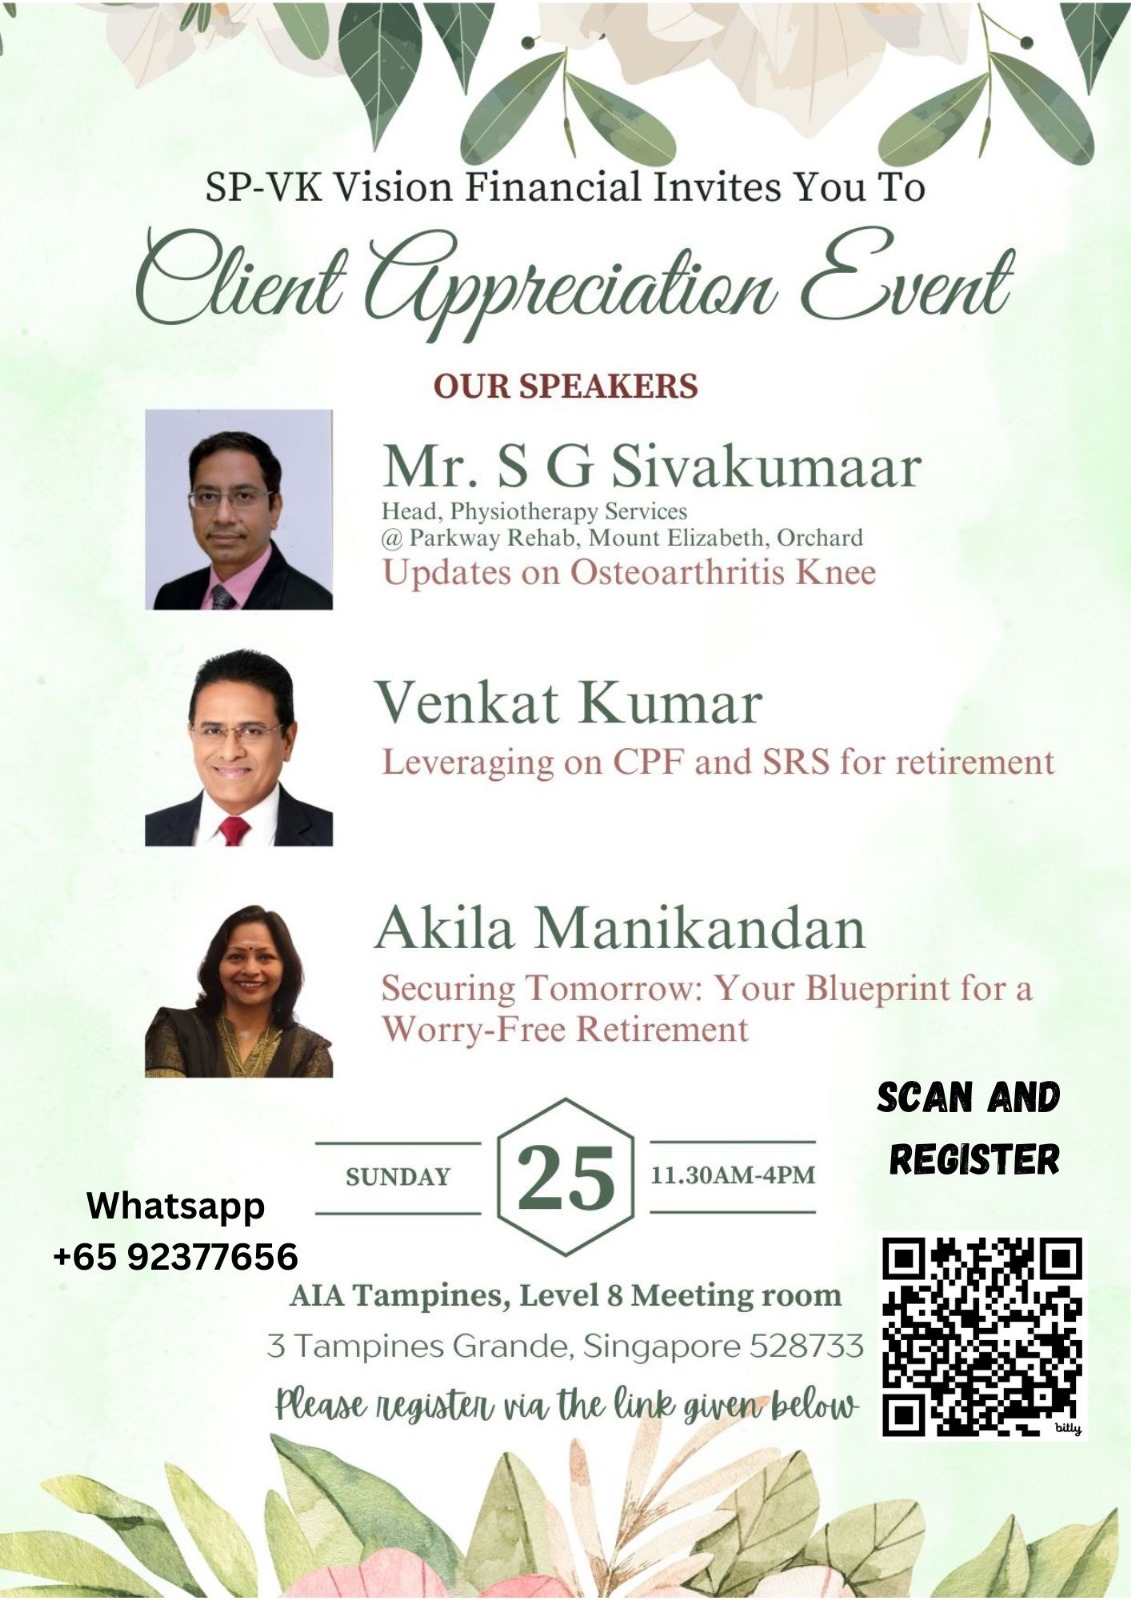 SP-VK Vision Financial Invites You To
Client Appreciation Event
OUR SPEAKERS
Mr. S G Sivakumaar
Head, Physiotherapy Services
@ Parkway Rehab, Mount Elizabeth, Orchard
Updates on Osteoarthritis Knee
Venkat Kumar
Leveraging on CPF and SRS for retirement
Akila Manikandan
Securing Tomorrow: Your Blueprint for a
Worry-Free Retirement
SCAN AND
REGISTER
SUNDAY
25
11.30AM-4PM
Whatsapp
+65 92377656
AIA Tampines, Level 8 Meeting room
3 Tampines Grande, Singapore 528733
Please register via the link given below
bitly